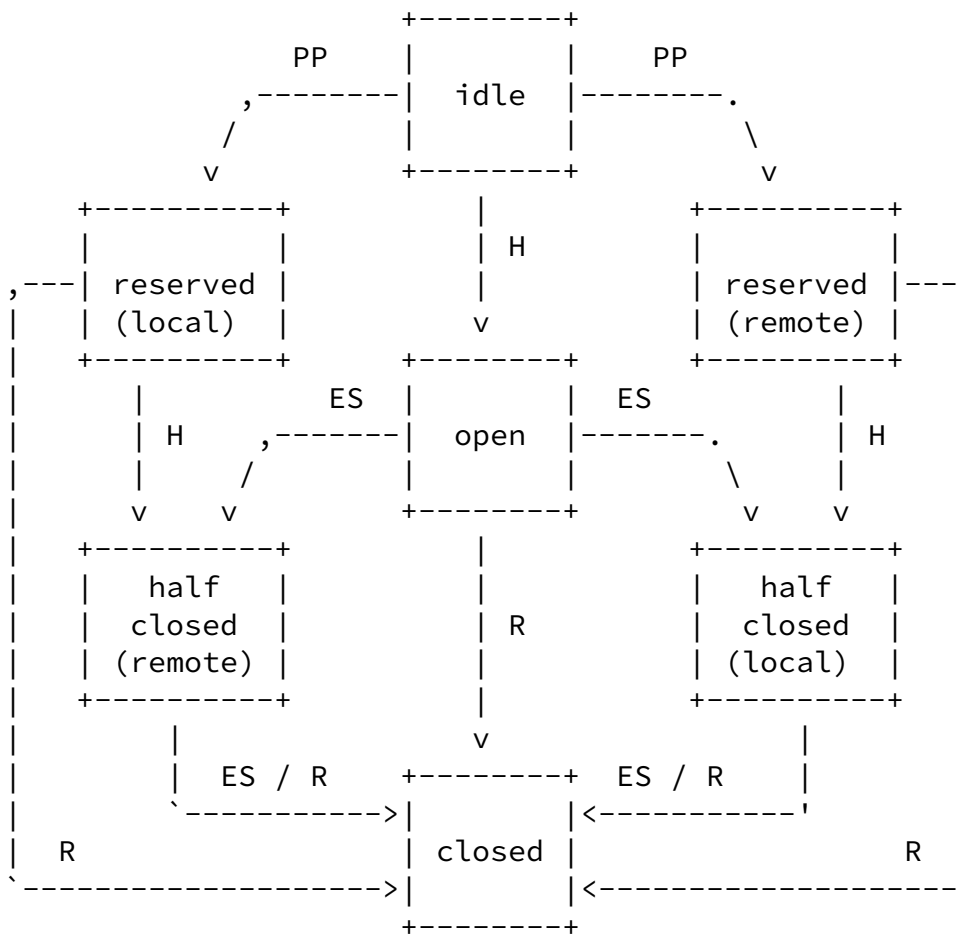 PP PP
idle
H
reserved reserved
(local) (remote)
ES ES
H open H
half half
closed R closed
(remote) (local)
ES / R ES / R
R closed R